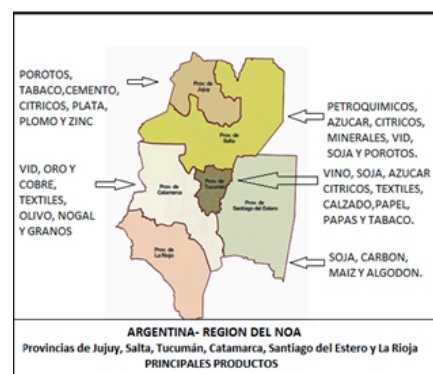 POROTOS,
TABACO,CEMENTO,
CITRICOS, PLATA,
PLOMO Y ZINC
PETROQUIMICOS,
AZUCAR, CITRICOS,
MINERALES, VID,
SOJA Y POROTOS.
VID, ORO Y
COBRE,
TEXTILES,
OLIVO, NOGAL
Y GRANOS
VINO, SOJA, AZUCAR
CITRICOS, TEXTILES,
CALZADO,PAPEL,
PAPAS Y TABACO.
SOJA, CARBON,
MAIZ Y ALGODON.
Prov. de
Jujuy
Prov. de
Salta
Prov. de
Tucumán
Prov. de
Catamarca
Prov. de
Santiago del Estero
Prov. de
La Rioja
ARGENTINA- REGION DEL NOA
Provincias de Jujuy, Salta, Tucumán, Catamarca, Santiago del Estero y La Rioja
PRINCIPALES PRODUCTOS